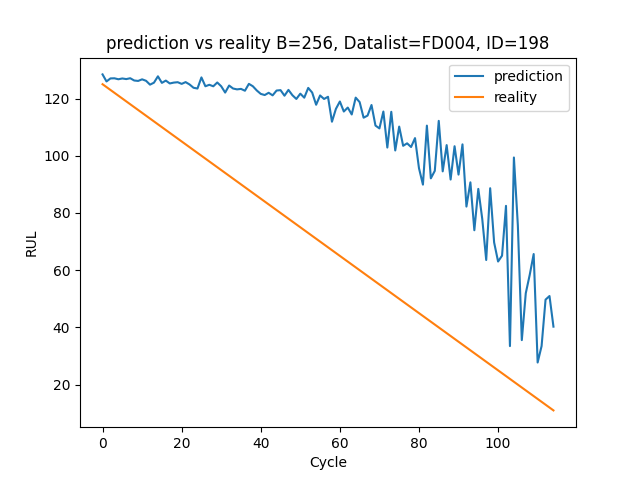 prediction vs reality B=256, Datalist=FD004, ID=198
prediction
reality
RUL
120
100
80
60
40
20
0 20 40 60 80 100
Cycle